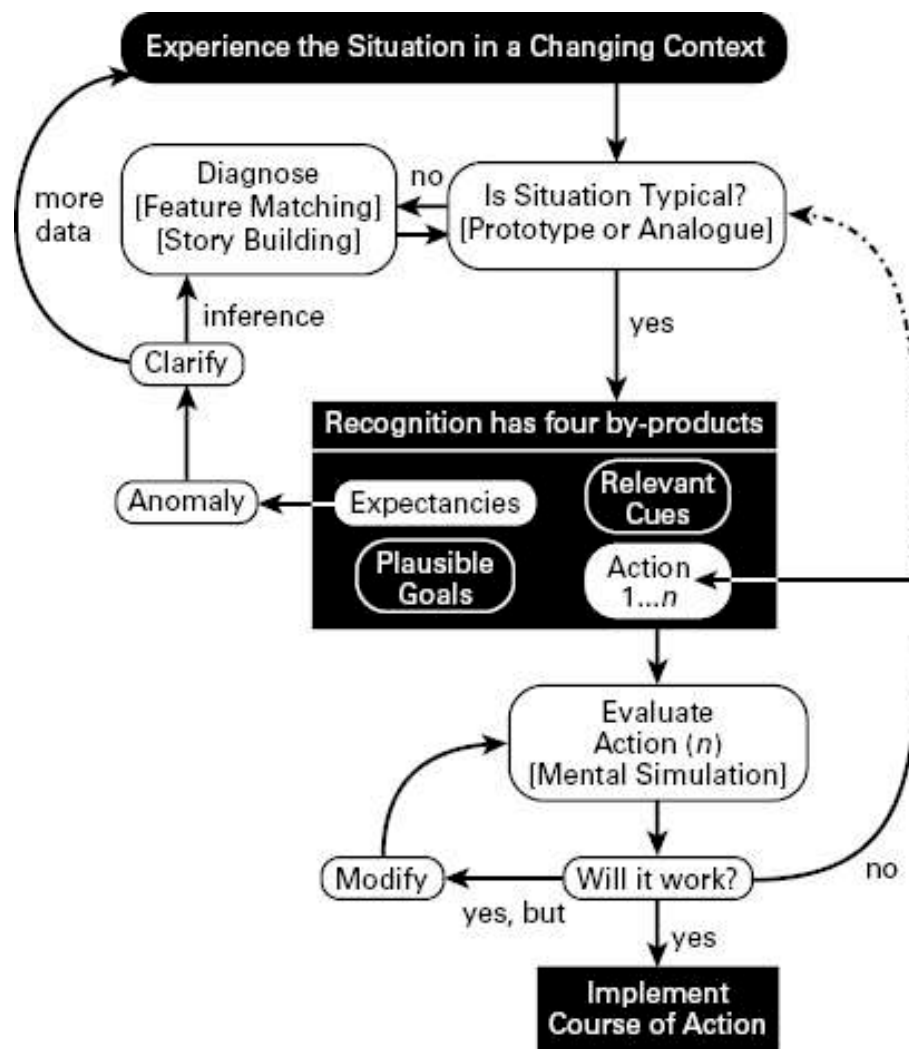 Experience the Situation in a Changing Context
more
data
Diagnose
[Feature Matching]
[Story Building]
no
Is Situation Typical?
[Prototype or Analogue]
inference
yes
Clarify
Recognition has four by-products
Anomaly
Expectancies
Relevant
Cues
Plausible
Goals
Action
1...n
Evaluate
Action (n)
[Mental Simulation]
Modify
Will it work?
no
yes, but
yes
Implement
Course of Action